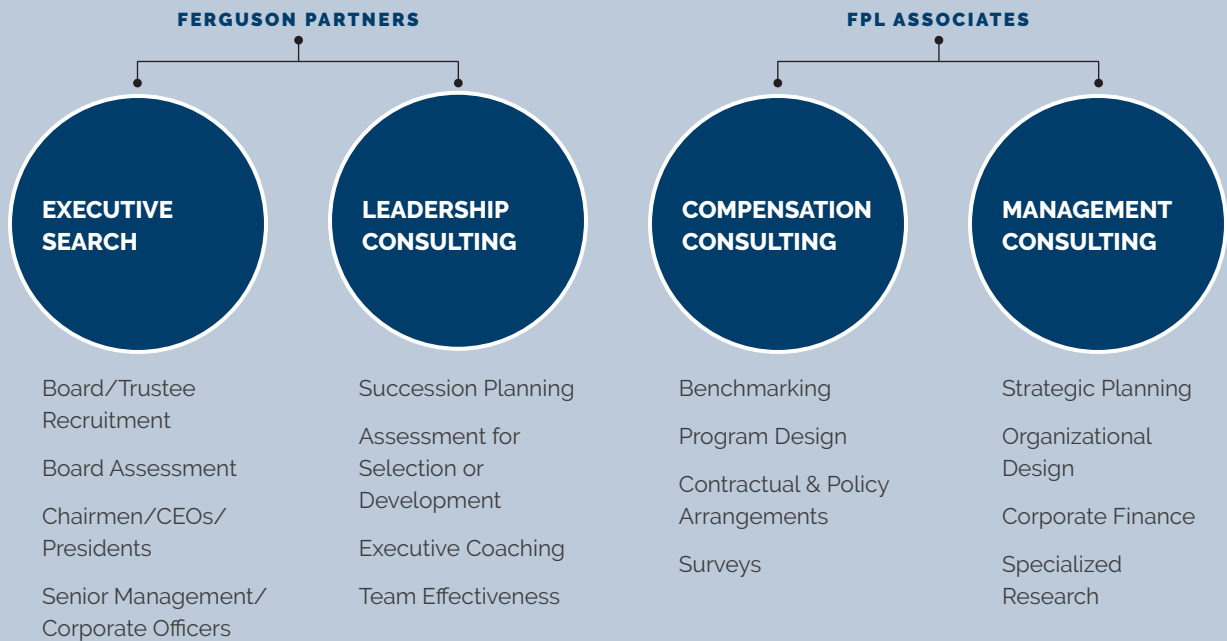 FERGUSON PARTNERS
FPL ASSOCIATES
EXECUTIVE
SEARCH
Board/Trustee
Recruitment
Board Assessment
Chairmen/CEOs/
Presidents
Senior Management/
Corporate Officers
LEADERSHIP
CONSULTING
Succession Planning
Assessment for
Selection or
Development
Executive Coaching
Team Effectiveness
COMPENSATION
CONSULTING
Benchmarking
Program Design
Contractual & Policy
Arrangements
Surveys
MANAGEMENT
CONSULTING
Strategic Planning
Organizational
Design
Corporate Finance
Specialized
Research